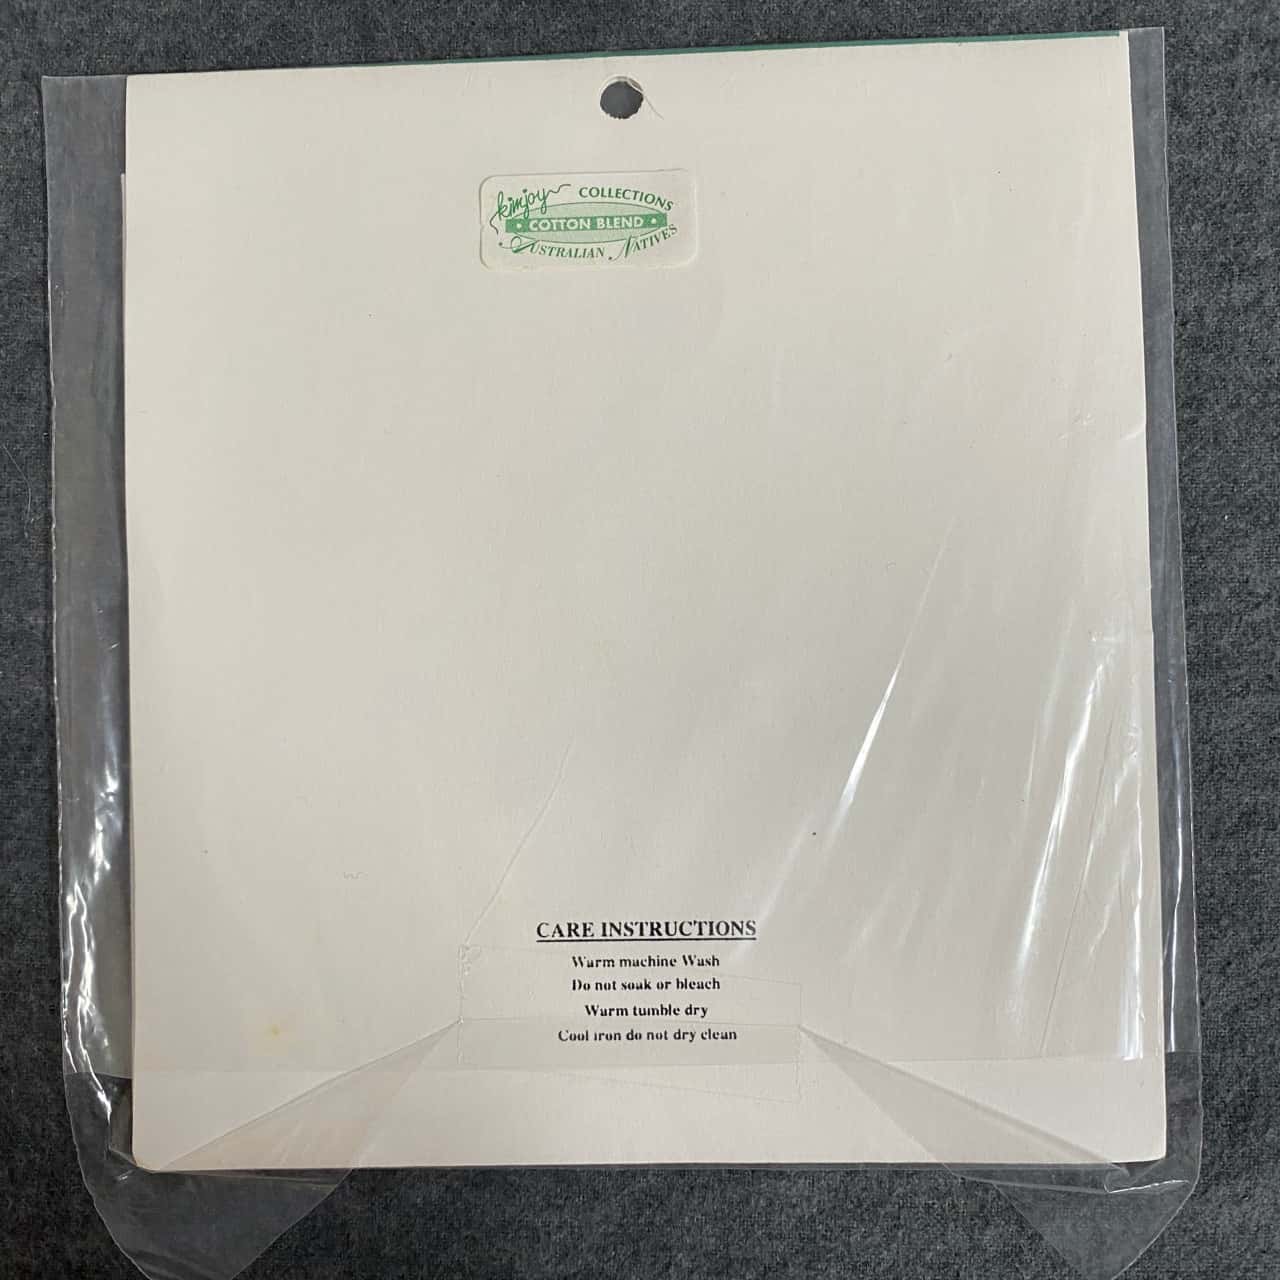 kimjoy COLLECTIONS
• COTTON BLEND •
AUSTRALIAN NATIVES
CARE INSTRUCTIONS
Warm machine Wash
Do not soak or bleach
Warm tumble dry
Cool iron do not dry clean